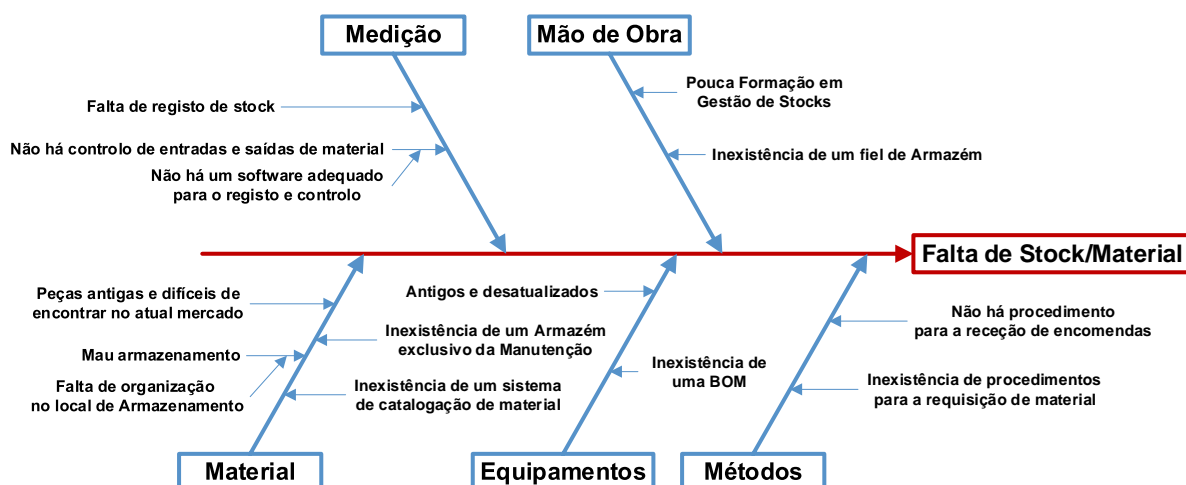 Medição
Mão de Obra
Falta de registo de stock
Não há controlo de entradas e saídas de material
Não há um software adequado
para o registo e controlo
Pouca Formação em
Gestão de Stocks
Inexistência de um fiel de Armazém
Falta de Stock/Material
Peças antigas e difíceis de
encontrar no atual mercado
Inexistência de um Armazém
exclusivo da Manutenção
Mau armazenamento
Falta de organização
no local de Armazenamento
Inexistência de um sistema
de catalogação de material
Antigos e desatualizados
Inexistência de
uma BOM
Não há procedimento
para a receção de encomendas
Inexistência de procedimentos
para a requisição de material
Material
Equipamentos
Métodos